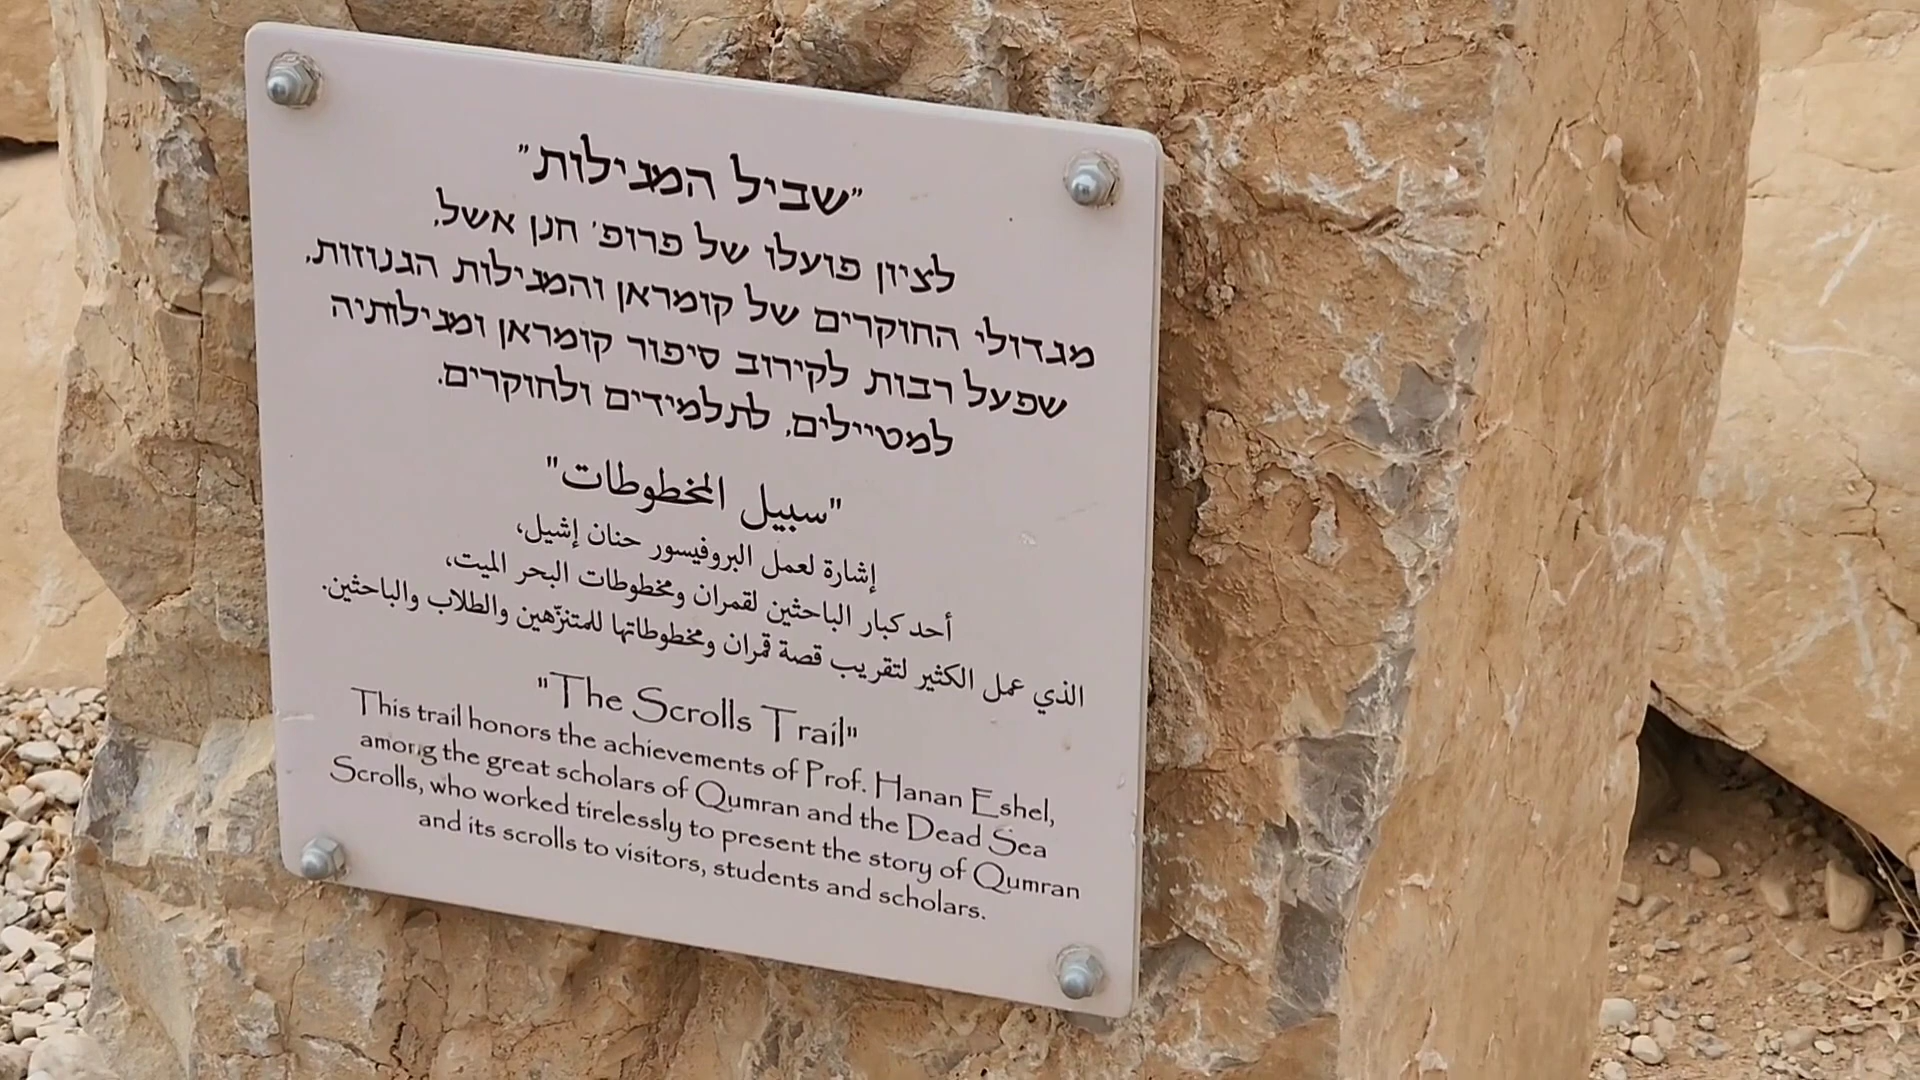 "שביל המגילות"
לציון פועלו של פרופ' חנן אשל,
מגדולי החוקרים של קומראן והמגילות הגנוזות,
שפעל רבות לקירוב סיפור קומראן ומגילותיה
למטיילים, לתלמידים ולחוקרים.
"سبيل المخطوطات"
إشارة لعمل البروفيسور حنان إشيل،
أحد كبار الباحثين لقمران ومخطوطات البحر الميت،
الذي عمل الكثير لتقريب قصة قمران ومخطوطاتها للمتنزّهين والطلاب والباحثين.
"The Scrolls Trail"
This trail honors the achievements of Prof. Hanan Eshel,
among the great scholars of Qumran and the Dead Sea
Scrolls, who worked tirelessly to present the story of Qumran
and its scrolls to visitors, students and scholars.